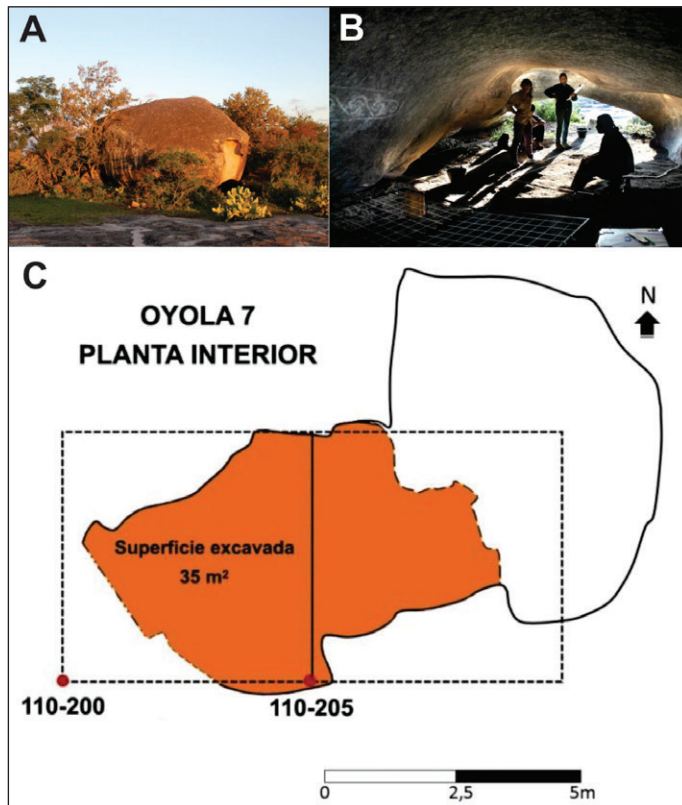 A
B
C
OYOLA 7
PLANTA INTERIOR
N
Superficie excavada
35 m²
110-200
110-205
0
2,5
5m